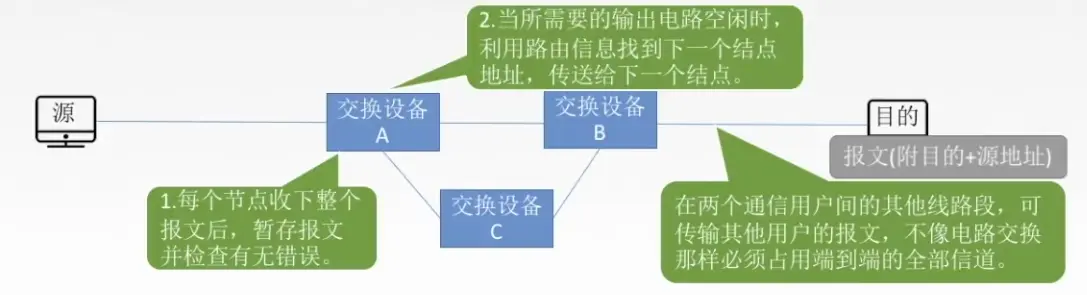 2.当所需要的输出电路空闲时，
利用路由信息找到下一个结点
地址，传送给下一个结点。
源
交换设备
A
交换设备
B
目的
报文(附目的+源地址)
1.每个节点收下整个
报文后，暂存报文
并检查有无错误。
交换设备
C
在两个通信用户间的其他线路段，可
传输其他用户的报文，不像电路交换
那样必须占用端到端的全部信道。